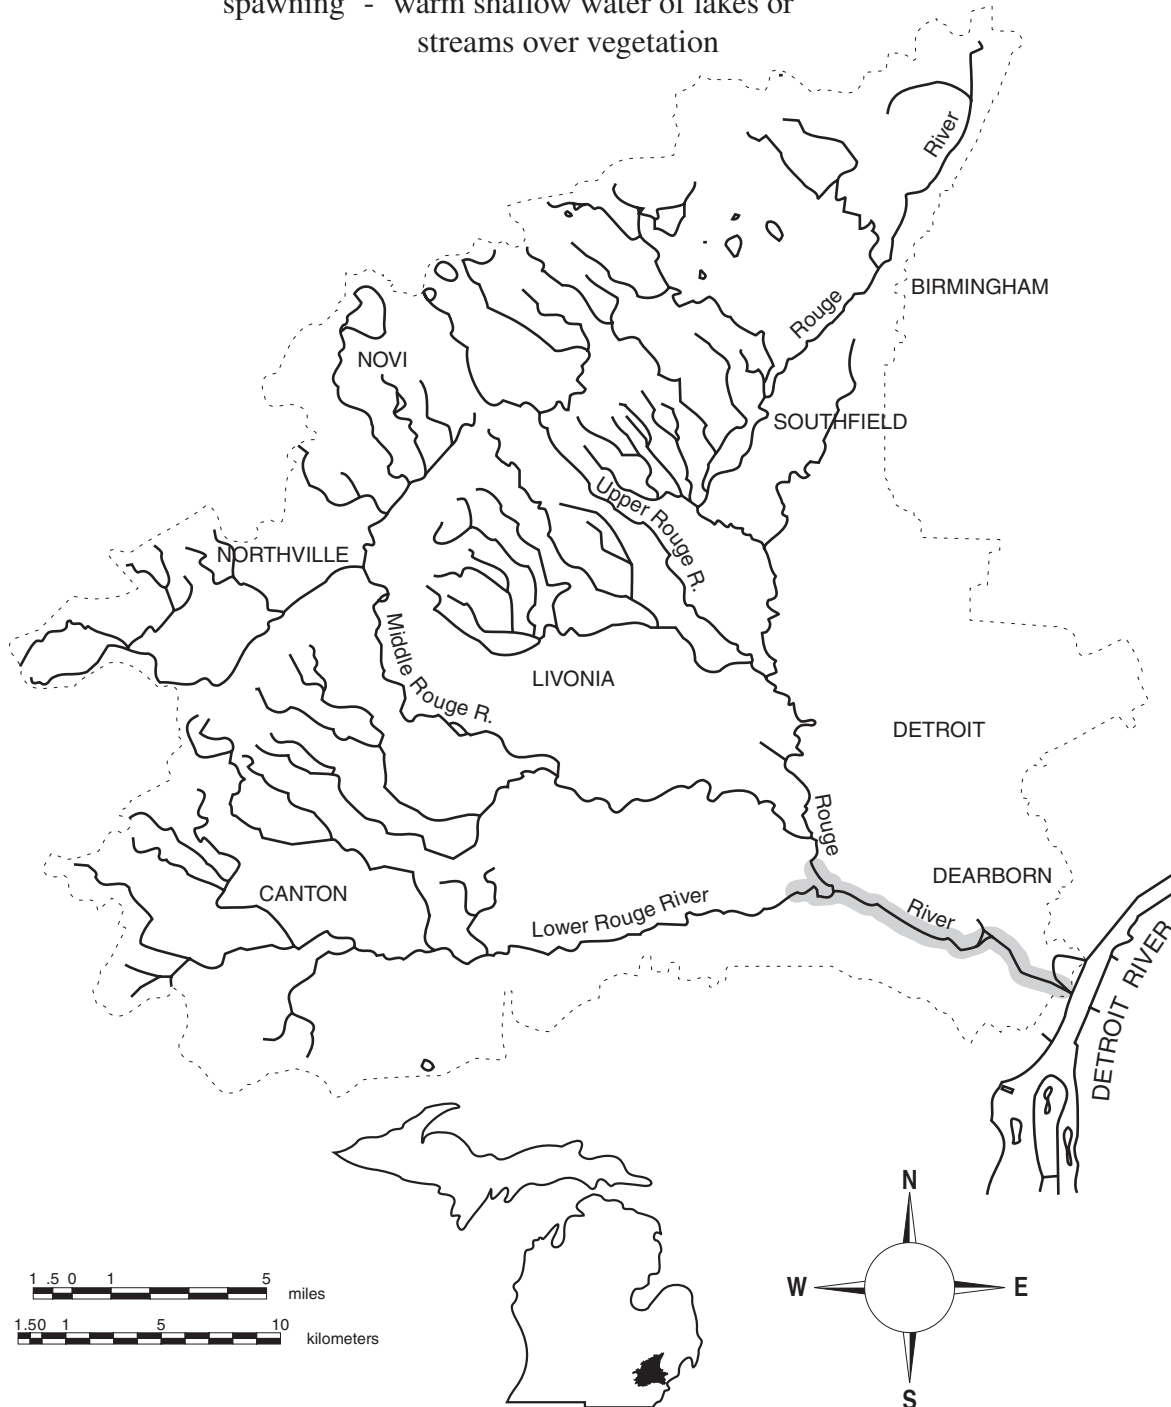 spawning - warm shallow water of lakes or
streams over vegetation
River
BIRMINGHAM
Rouge
NOVI
SOUTHFIELD
Upper Rouge R.
NORTHVILLE
Middle Rouge R.
LIVONIA
DETROIT
Rouge
DEARBORN
CANTON
Lower Rouge River
River
DETROIT RIVER
N
W E
S
1 .5 0 1 5
miles
1.50 1 5 10
kilometers